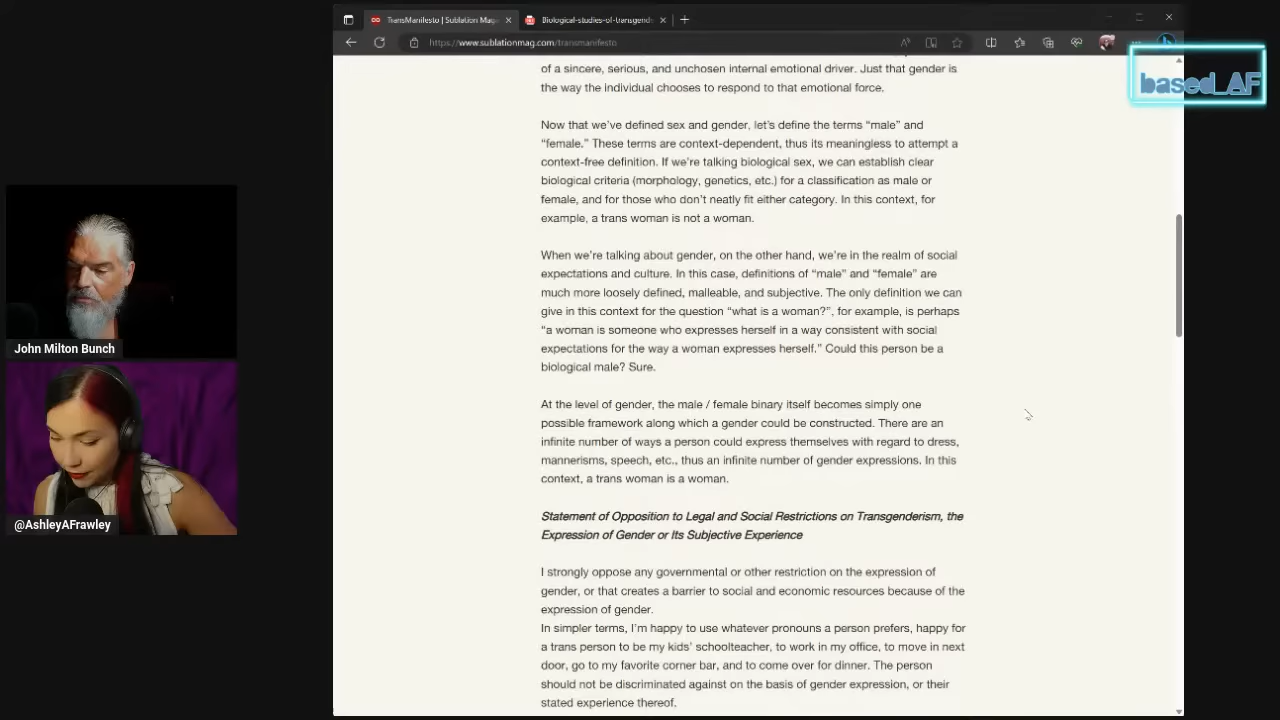 TransManifesto | Sublation Mag
Biological-studies-of-transgende
https://www.sublationmag.com/transmanifesto
based_AF
of a sincere, serious, and unchosen internal emotional driver. Just that gender is
the way the individual chooses to respond to that emotional force.
Now that we've defined sex and gender, let's define the terms “male” and
“female.” These terms are context-dependent, thus its meaningless to attempt a
context-free definition. If we're talking biological sex, we can establish clear
biological criteria (morphology, genetics, etc.) for a classification as male or
female, and for those who don't neatly fit either category. In this context, for
example, a trans woman is not a woman.
When we're talking about gender, on the other hand, we're in the realm of social
expectations and culture. In this case, definitions of “male” and “female” are
much more loosely defined, malleable, and subjective. The only definition we can
give in this context for the question “what is a woman?”, for example, is perhaps
“a woman is someone who expresses herself in a way consistent with social
expectations for the way a woman expresses herself.” Could this person be a
biological male? Sure.
At the level of gender, the male / female binary itself becomes simply one
possible framework along which a gender could be constructed. There are an
infinite number of ways a person could express themselves with regard to dress,
mannerisms, speech, etc., thus an infinite number of gender expressions. In this
context, a trans woman is a woman.
Statement of Opposition to Legal and Social Restrictions on Transgenderism, the
Expression of Gender or Its Subjective Experience
I strongly oppose any governmental or other restriction on the expression of
gender, or that creates a barrier to social and economic resources because of the
expression of gender.
In simpler terms, I'm happy to use whatever pronouns a person prefers, happy for
a trans person to be my kids' schoolteacher, to work in my office, to move in next
door, go to my favorite corner bar, and to come over for dinner. The person
should not be discriminated against on the basis of gender expression, or their
stated experience thereof.
John Milton Bunch
@AshleyAFrawley